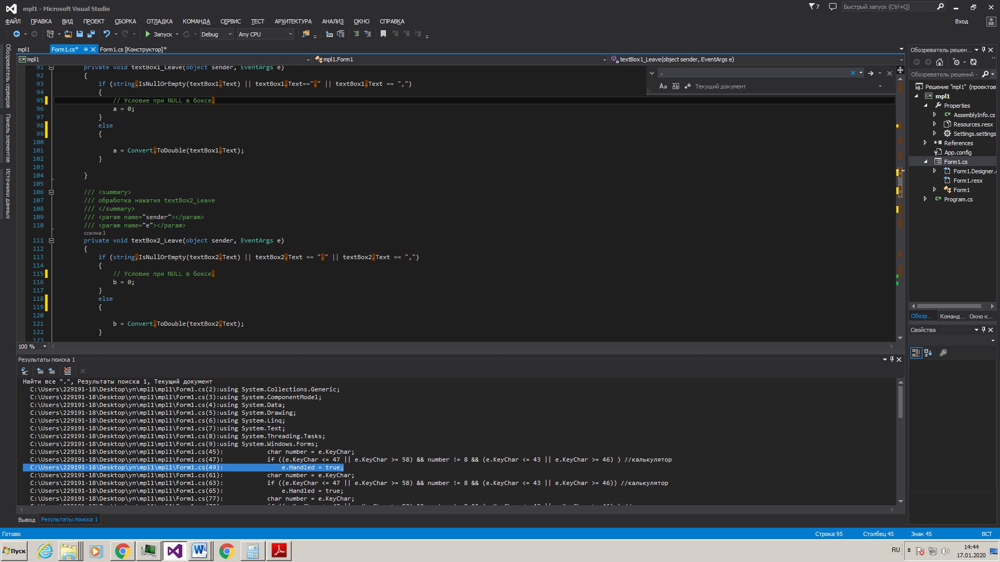 mpl1 - Microsoft Visual Studio
7
Быстрый запуск (Ctrl+Q)
ФАЙЛ ПРАВКА ВИД ПРОЕКТ СБОРКА ОТЛАДКА КОМАНДА СЕРВИС ТЕСТ АРХИТЕКТУРА АНАЛИЗ ОКНО СПРАВКА
Вход
Запуск Debug Any CPU
Обозреватель серверов
Панель элементов
Источники данных
mpl1 Form1.cs* Form1.cs [Конструктор]*
mpl1 mpl1.Form1 textBox1_Leave(object sender, EventArgs e)
.
Aa Текущий документ
91 private void textBox1_Leave(object sender, EventArgs e)
92 {
93 if (string.IsNullOrEmpty(textBox1.Text) || textBox1.Text=="." || textBox1.Text == ",")
94 {
95 // Условие при NULL в боксе.
96 a = 0;
97 }
98 else
99 {
100
101 a = Convert.ToDouble(textBox1.Text);
102 }
103
104 }
105
106 /// <summary>
107 /// обработка нажатия textBox2_Leave
108 /// </summary>
109 /// <param name="sender"></param>
110 /// <param name="e"></param>
ссылка 1
111 private void textBox2_Leave(object sender, EventArgs e)
112 {
113 if (string.IsNullOrEmpty(textBox2.Text) || textBox2.Text == "." || textBox2.Text == ",")
114 {
115 // Условие при NULL в боксе.
116 b = 0;
117 }
118 else
119 {
120
121 b = Convert.ToDouble(textBox2.Text);
122 }
123
100 %
Результаты поиска 1
Найти все ".", Результаты поиска 1, Текущий документ
C:\Users\229191-18\Desktop\уп\mpl1\mpl1\Form1.cs(2):using System.Collections.Generic;
C:\Users\229191-18\Desktop\уп\mpl1\mpl1\Form1.cs(3):using System.ComponentModel;
C:\Users\229191-18\Desktop\уп\mpl1\mpl1\Form1.cs(4):using System.Data;
C:\Users\229191-18\Desktop\уп\mpl1\mpl1\Form1.cs(5):using System.Drawing;
C:\Users\229191-18\Desktop\уп\mpl1\mpl1\Form1.cs(6):using System.Linq;
C:\Users\229191-18\Desktop\уп\mpl1\mpl1\Form1.cs(7):using System.Text;
C:\Users\229191-18\Desktop\уп\mpl1\mpl1\Form1.cs(8):using System.Threading.Tasks;
C:\Users\229191-18\Desktop\уп\mpl1\mpl1\Form1.cs(9):using System.Windows.Forms;
C:\Users\229191-18\Desktop\уп\mpl1\mpl1\Form1.cs(45): char number = e.KeyChar;
C:\Users\229191-18\Desktop\уп\mpl1\mpl1\Form1.cs(47): if ((e.KeyChar <= 47 || e.KeyChar >= 58) && number != 8 && (e.KeyChar <= 43 || e.KeyChar >= 46) ) //калькулятор
C:\Users\229191-18\Desktop\уп\mpl1\mpl1\Form1.cs(49): e.Handled = true;
C:\Users\229191-18\Desktop\уп\mpl1\mpl1\Form1.cs(61): char number = e.KeyChar;
C:\Users\229191-18\Desktop\уп\mpl1\mpl1\Form1.cs(63): if ((e.KeyChar <= 47 || e.KeyChar >= 58) && number != 8 && (e.KeyChar <= 43 || e.KeyChar >= 46)) //калькулятор
C:\Users\229191-18\Desktop\уп\mpl1\mpl1\Form1.cs(65): e.Handled = true;
C:\Users\229191-18\Desktop\уп\mpl1\mpl1\Form1.cs(77): char number = e.KeyChar;
Вывод Результаты поиска 1
Обозреватель решен...
Обозреватель решений -
Решение "mpl1" (проектов
mpl1
Properties
AssemblyInfo.cs
Resources.resx
Settings.settings
References
App.config
Form1.cs
Form1.Designer.
Form1.resx
Form1
Program.cs
Обозр... Команд... Окно к...
Свойства
Готово Строка 95 Столбец 45 Знак 45 ВСТ
Пуск
RU
14:44
17.01.2020